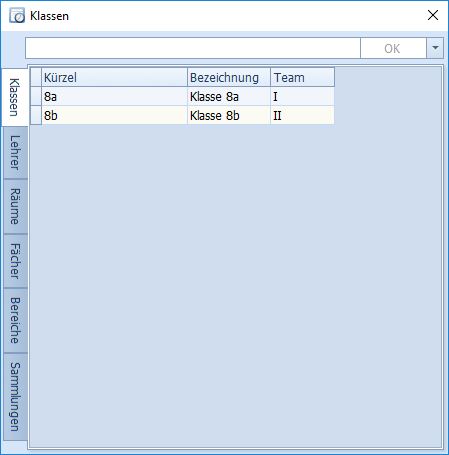 Klassen
OK
Klassen
Lehrer
Räume
Fächer
Bereiche
Sammlungen
Kürzel Bezeichnung Team
8a Klasse 8a I
8b Klasse 8b II